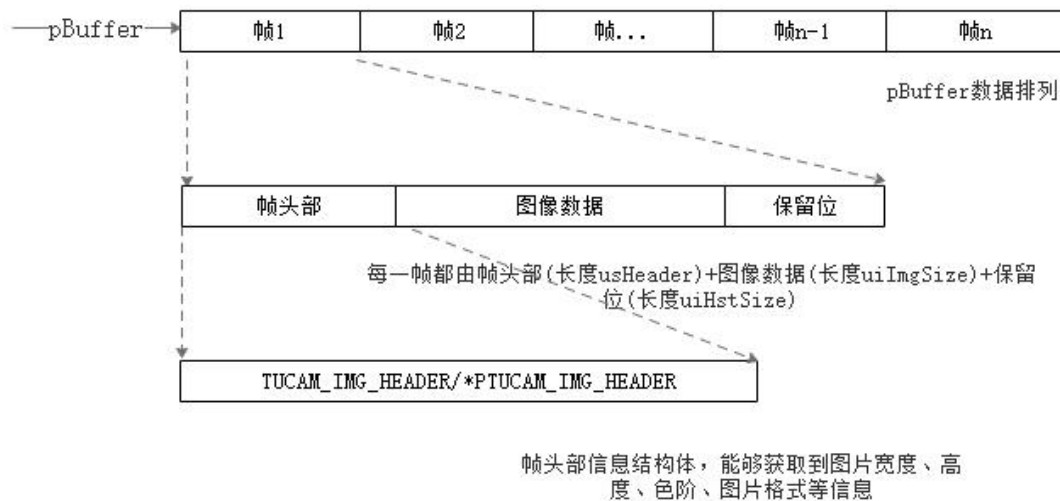 pBuffer 帧1 帧2 帧... 帧n-1 帧n
pBuffer数据排列
帧头部 图像数据 保留位
每一帧都由帧头部(长度usHeader)+图像数据(长度uiImgSize)+保留
位(长度uiHstSize)
TUCAM_IMG_HEADER/*PTUCAM_IMG_HEADER
帧头部信息结构体，能够获取到图片宽度、高
度、色阶、图片格式等信息